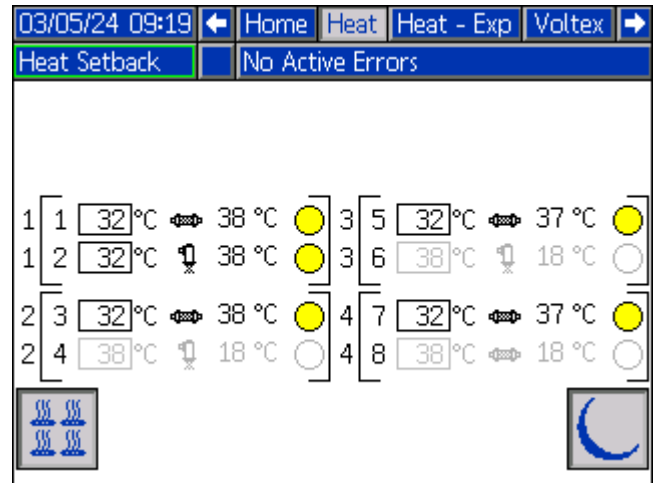 03/05/24 09:19 Home Heat Heat - Exp Voltex
Heat Setback No Active Errors
1 1 32 °C 38 °C 3 5 32 °C 37 °C
1 2 32 °C 38 °C 3 6 38 °C 18 °C
2 3 32 °C 38 °C 4 7 32 °C 37 °C
2 4 38 °C 18 °C 4 8 38 °C 18 °C